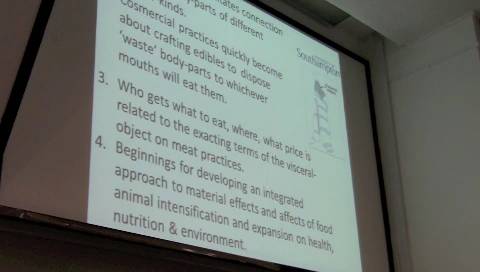 connection
-parts of different
kinds.
Cosmercial practices quickly become
about crafting edibles to dispose
'waste' body-parts to whichever
mouths will eat them.
Southampton
3. Who gets what to eat, where, what price is
related to the exacting terms of the visceral-
object on meat practices.
4. Beginnings for developing an integrated
approach to material effects and affects of food
animal intensification and expansion on health,
nutrition & environment.